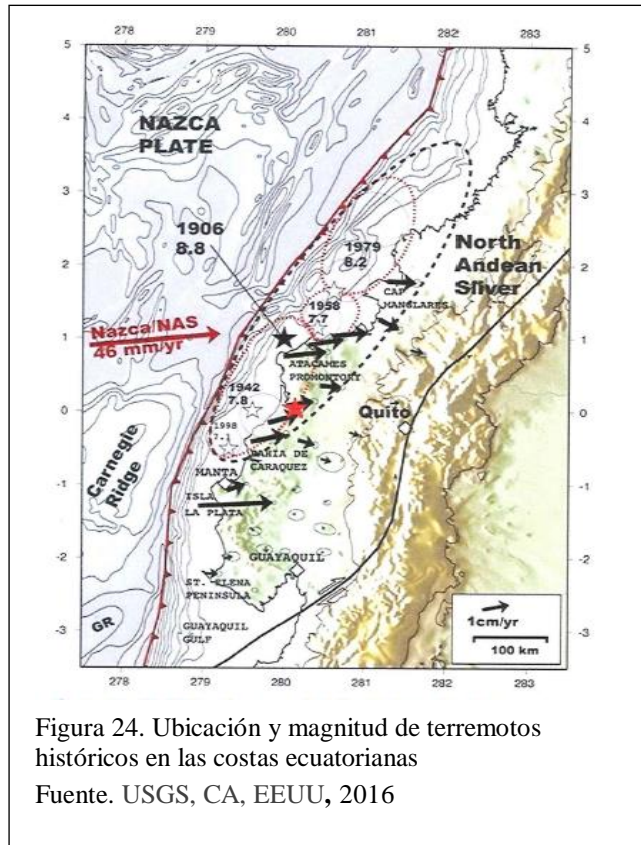 278 279 280 281 282 283
5 5
4 4
NAZCA
PLATE
3 3
1906
8.8
1979
8.2
North
Andean
Sliver
2 2
CAP
MANGLARES
1958
7.7
Nazca/NAS
46 mm/yr
1 1
ATACAMES
PROMONTORY
1942
7.8
0 0
Quito
1998
7.1
BAHIA DE
CARAQUEZ
Carnegie
Ridge
MANTA
-1 -1
ISLA
LA PLATA
-2 -2
GUAYAQUIL
ST. ELENA
PENINSULA
GR
GUAYAQUIL
GULF
-3 -3
1cm/yr
100 km
278 279 280 281 282 283
Figura 24. Ubicación y magnitud de terremotos
históricos en las costas ecuatorianas
Fuente. USGS, CA, EEUU, 2016